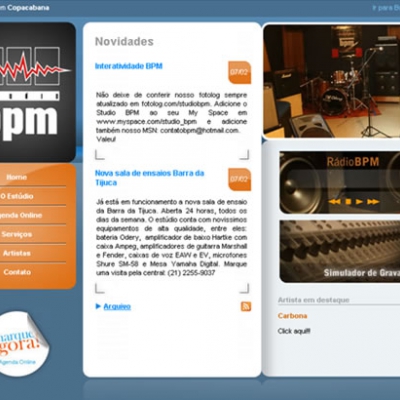 m Copacabana
Ir para B
bpm
Home
O Estúdio
genda Online
Serviços
Artistas
Contato
marque
agora!
Agenda Online
Novidades
Interatividade BPM
07/02
Não deixe de conferir nosso fotolog sempre
atualizado em fotolog.com/studiobpm. Adicione o
Studio BPM ao seu My Space em
www.myspace.com/studio_bpm e adicione
também nosso MSN: contatobpm@hotmail.com.
Valeu!
Nova sala de ensaios Barra da
Tijuca
07/02
Já está em funcionamento a nova sala de ensaio
da Barra da Tijuca. Aberta 24 horas, todos os
dias da semana. O estúdio conta com novíssimos
equipamentos de alta qualidade, entre eles:
bateria Odery, amplificador de baixo Hartke com
caixa Ampeg, amplificadores de guitarra Marshall
e Fender, caixas de voz EAW e EV, microfones
Shure SM-58 e Mesa Yamaha Digital. Marque
uma visita pela central: (21) 2255-9037
Arquivo
RádioBPM
Simulador de Grava
Artista em destaque
Carbona
Click aqui!!